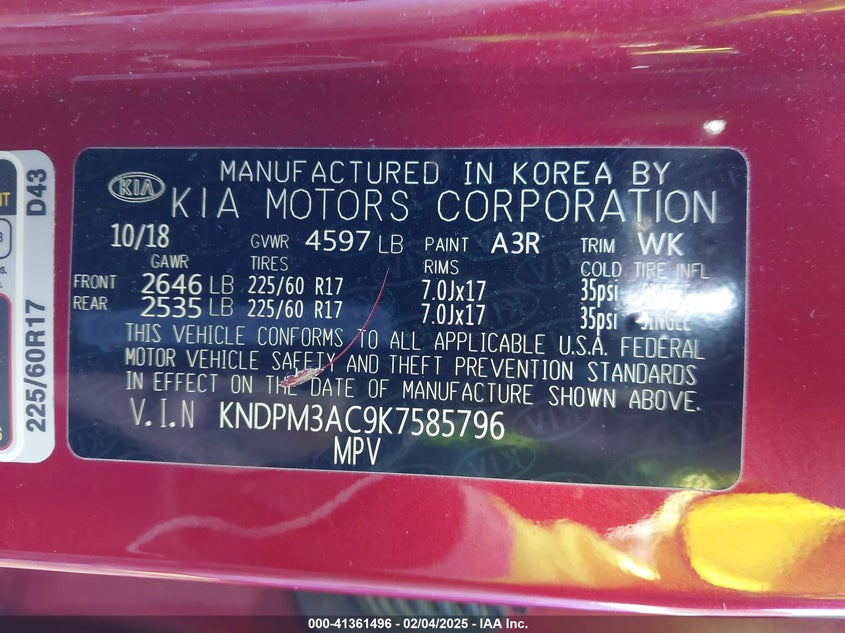 MANUFACTURED IN KOREA BY
KIA KIA MOTORS CORPORATION
10/18 GVWR 4597 LB PAINT A3R TRIM WK
GAWR TIRES RIMS COLD TIRE INFL
FRONT 2646 LB 225/60 R17 7.0Jx17 35psi SINGLE
REAR 2535 LB 225/60 R17 7.0Jx17 35psi SINGLE
THIS VEHICLE CONFORMS TO ALL APPLICABLE U.S.A. FEDERAL
MOTOR VEHICLE SAFETY AND THEFT PREVENTION STANDARDS
IN EFFECT ON THE DATE OF MANUFACTURE SHOWN ABOVE.
V.I.N KNDPM3AC9K7585796
MPV
225/60R17 D43
000-41361496 - 02/04/2025 - IAA Inc.